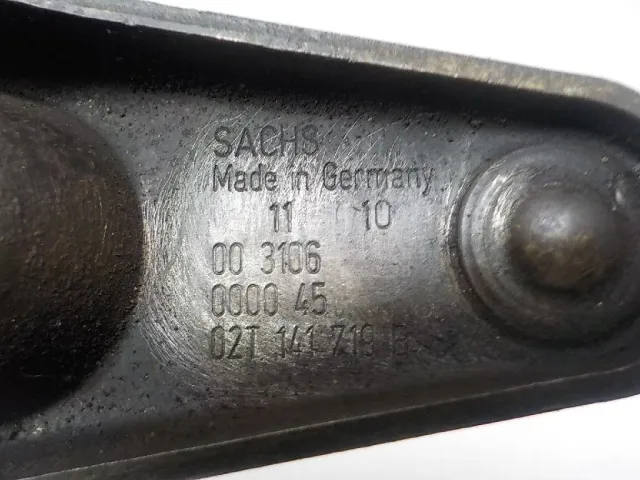 SACHS
Made in Germany
11 10
00 3106
0000 45
02T 141 719